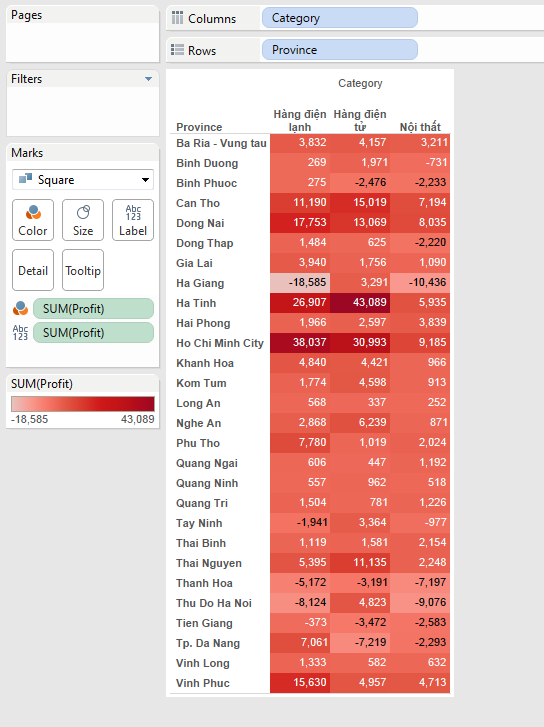 Pages
Columns
Category
Rows
Province
Filters
Marks
Square
Color
Size
Abc
123
Label
Detail
Tooltip
SUM(Profit)
Abc
123
SUM(Profit)
SUM(Profit)
-18,585 43,089
Category
Province Hàng điện lạnh Hàng điện tử Nội thất
Ba Ria - Vung tau 3,832 4,157 3,211
Binh Duong 269 1,971 -731
Binh Phuoc 275 -2,476 -2,233
Can Tho 11,190 15,019 7,194
Dong Nai 17,753 13,069 8,035
Dong Thap 1,484 625 -2,220
Gia Lai 3,940 1,756 1,090
Ha Giang -18,585 3,291 -10,436
Ha Tinh 26,907 43,089 5,935
Hai Phong 1,966 2,597 3,839
Ho Chi Minh City 38,037 30,993 9,185
Khanh Hoa 4,840 4,421 966
Kom Tum 1,774 4,598 913
Long An 568 337 252
Nghe An 2,868 6,239 871
Phu Tho 7,780 1,019 2,024
Quang Ngai 606 447 1,192
Quang Ninh 557 962 518
Quang Tri 1,504 781 1,226
Tay Ninh -1,941 3,364 -977
Thai Binh 1,119 1,581 2,154
Thai Nguyen 5,395 11,135 2,248
Thanh Hoa -5,172 -3,191 -7,197
Thu Do Ha Noi -8,124 4,823 -9,076
Tien Giang -373 -3,472 -2,583
Tp. Da Nang 7,061 -7,219 -2,293
Vinh Long 1,333 582 632
Vinh Phuc 15,630 4,957 4,713